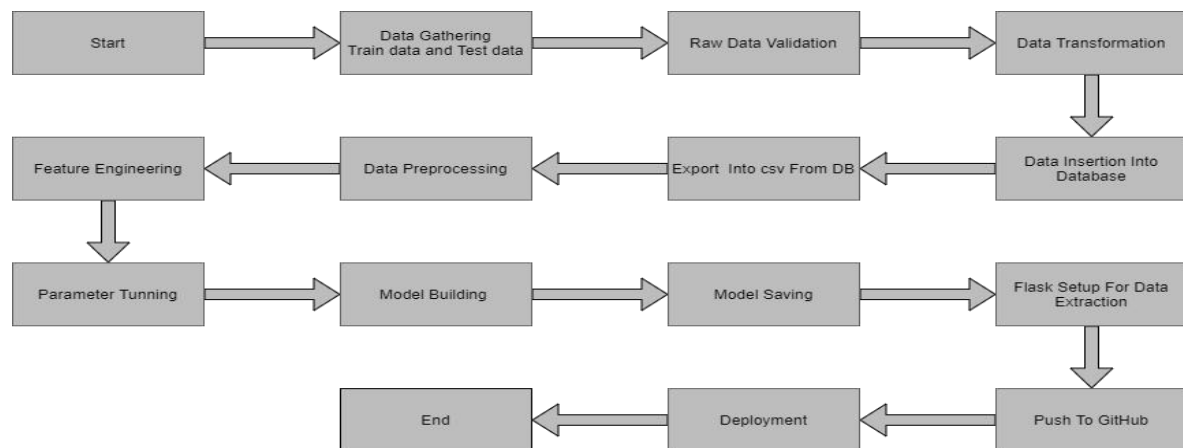 Start
Data Gathering
Train data and Test data
Raw Data Validation
Data Transformation
Data Insertion Into
Database
Export Into csv From DB
Data Preprocessing
Feature Engineering
Parameter Tunning
Model Building
Model Saving
Flask Setup For Data
Extraction
Push To GitHub
Deployment
End